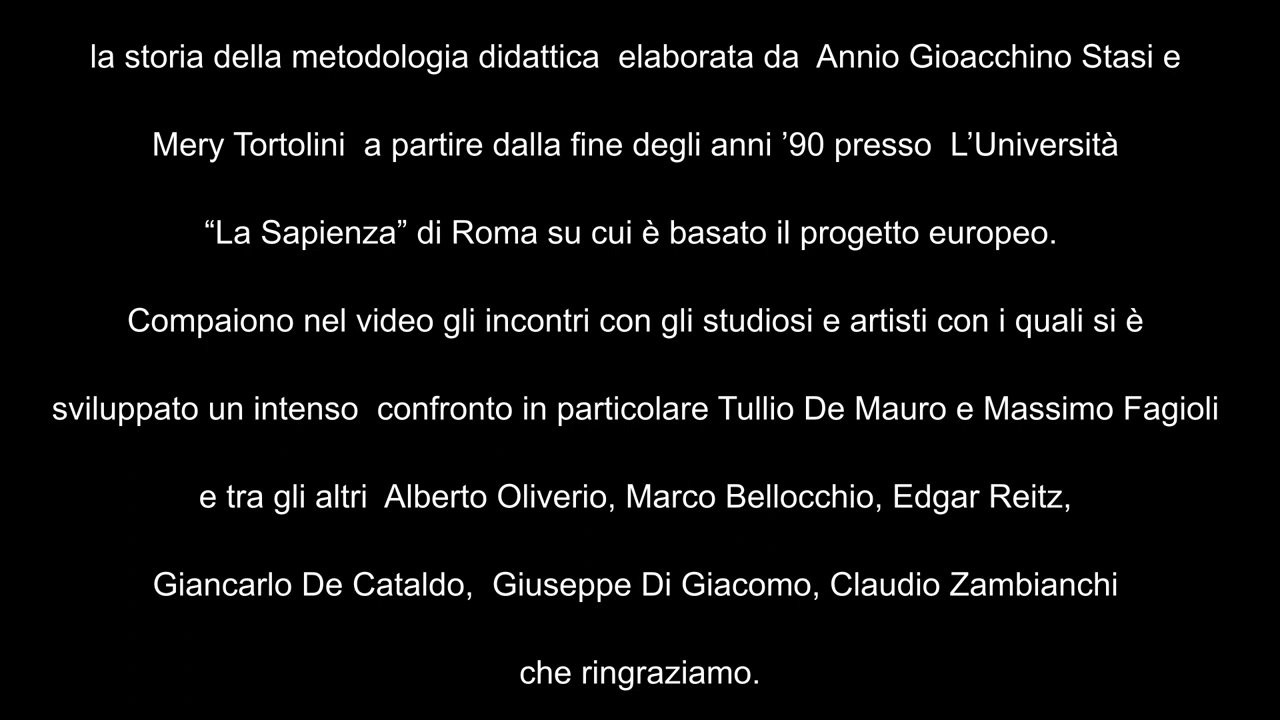 la storia della metodologia didattica  elaborata da  Annio Gioacchino Stasi e
Mery Tortolini  a partire dalla fine degli anni ’90 presso  L’Università
“La Sapienza” di Roma su cui è basato il progetto europeo.
Compaiono nel video gli incontri con gli studiosi e artisti con i quali si è
sviluppato un intenso  confronto in particolare Tullio De Mauro e Massimo Fagioli
e tra gli altri  Alberto Oliverio, Marco Bellocchio, Edgar Reitz,
Giancarlo De Cataldo,  Giuseppe Di Giacomo, Claudio Zambianchi
che ringraziamo.